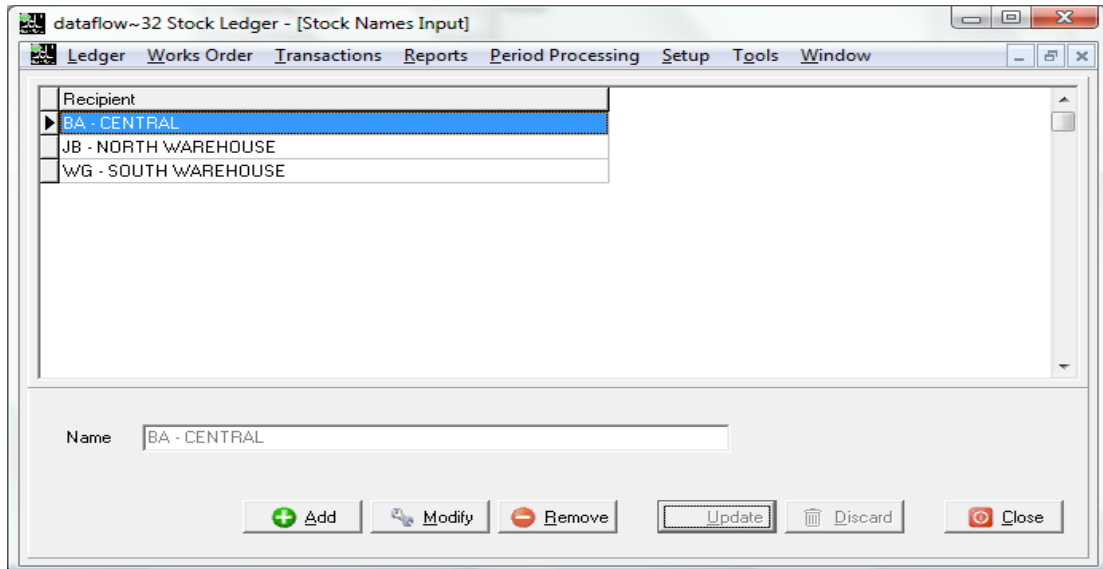 dataflow~32 Stock Ledger - [Stock Names Input]
Ledger Works Order Transactions Reports Period Processing Setup Tools Window
Recipient
BA - CENTRAL
JB - NORTH WAREHOUSE
WG - SOUTH WAREHOUSE
Name BA - CENTRAL
Add Modify Remove Update Discard Close